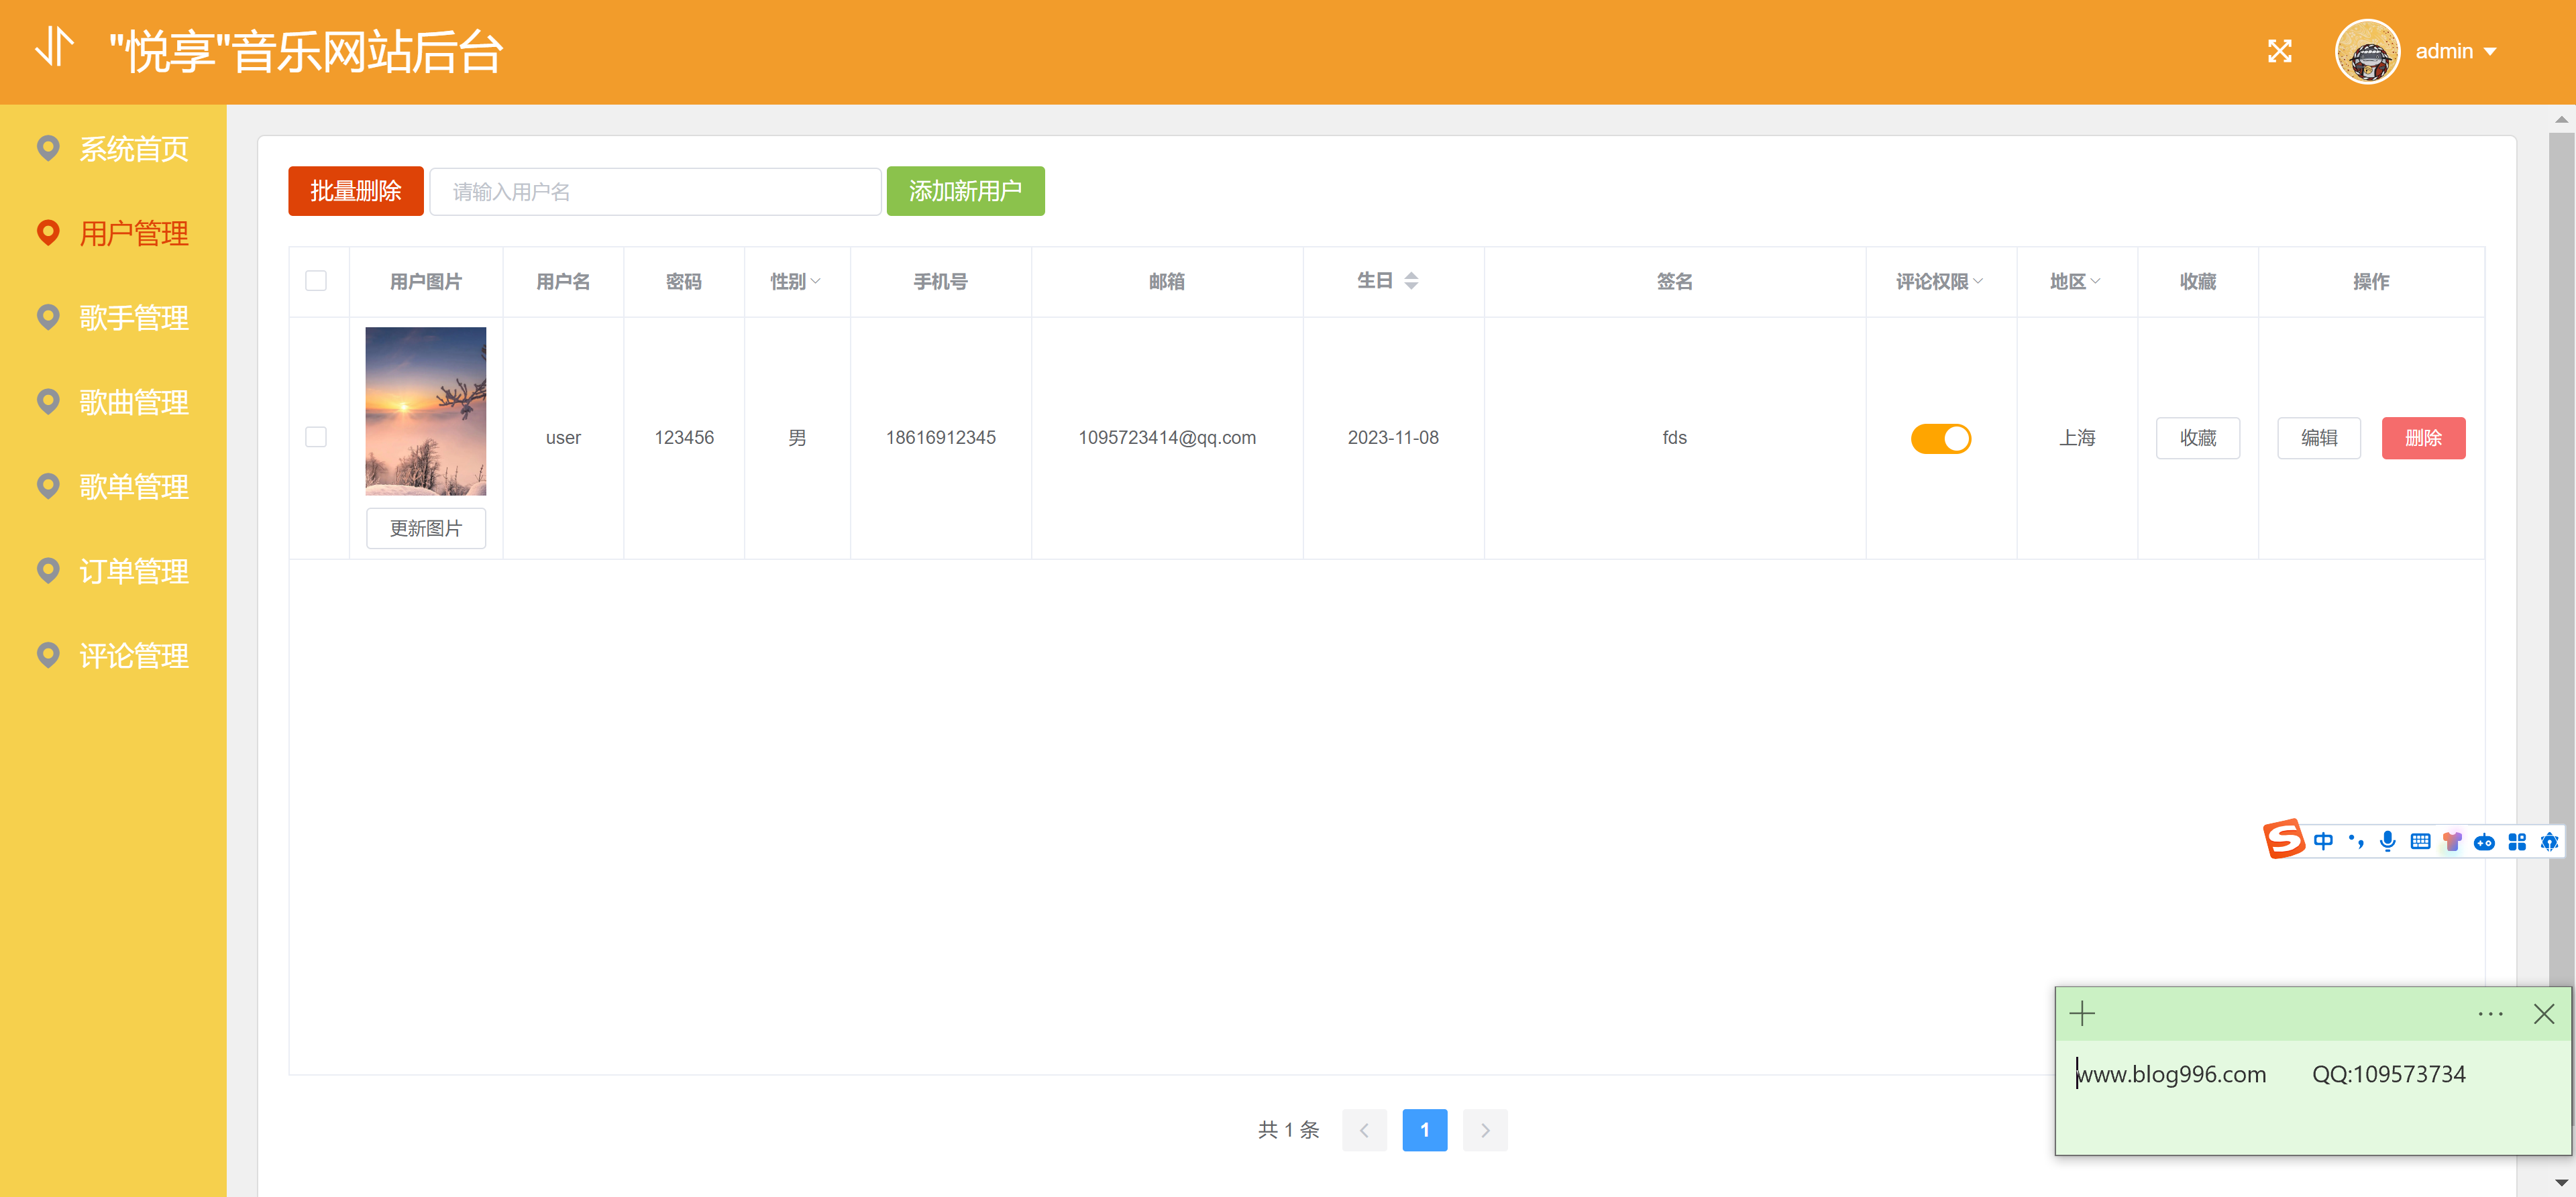 "悦享"音乐网站后台
admin
系统首页
用户管理
歌手管理
歌曲管理
歌单管理
订单管理
评论管理
批量删除 请输入用户名 添加新用户
用户图片 用户名 密码 性别 手机号 邮箱 生日 签名 评论权限 地区 收藏 操作
user 123456 男 18616912345 1095723414@qq.com 2023-11-08 fds 上海 收藏 编辑 删除
更新图片
中
www.blog996.com QQ:109573734
共 1 条 1